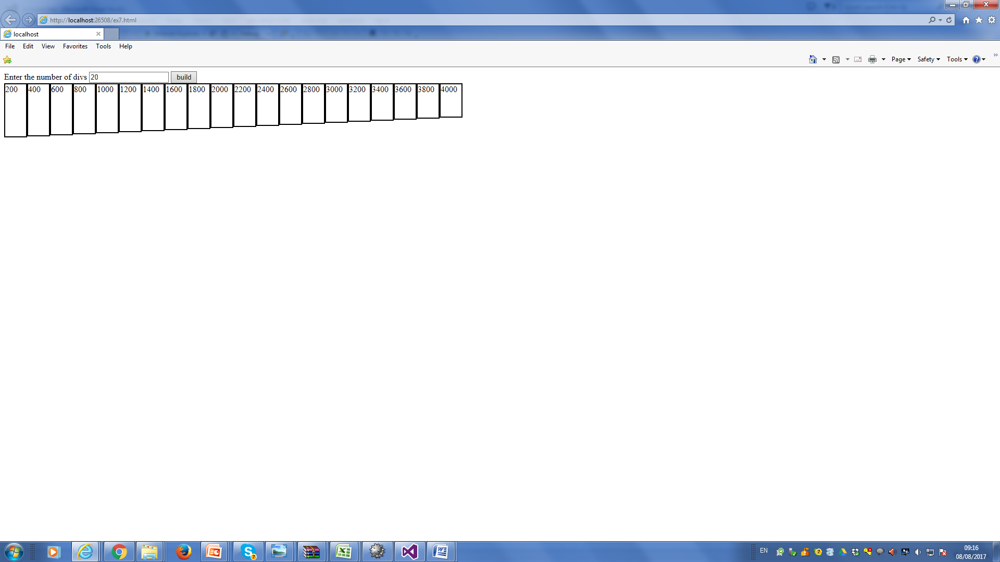 http://localhost:26508/ex7.html
localhost
File Edit View Favorites Tools Help
Page Safety Tools
Enter the number of divs 20 build
200 400 600 800 1000 1200 1400 1600 1800 2000 2200 2400 2600 2800 3000 3200 3400 3600 3800 4000
EN
09:16
08/08/2017